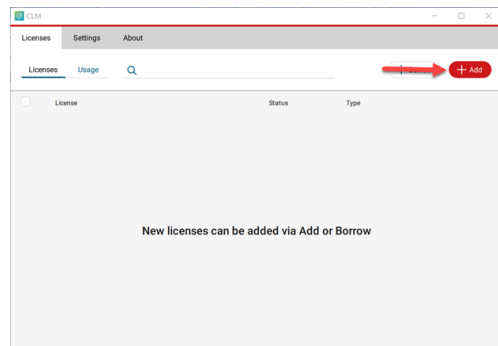 CLM
Licenses Settings About
Licenses Usage + Add
License Status Type
New licenses can be added via Add or Borrow